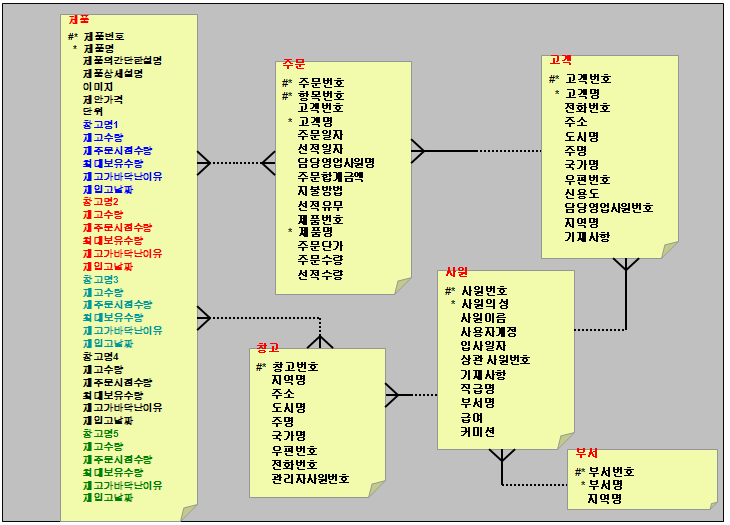 제품
#* 제품번호
* 제품명
제품의간단한설명
제품상세설명
이미지
제안가격
단위
창고명1
재고수량
재주문시점수량
최대보유수량
재고가바닥난이유
재입고날짜
창고명2
재고수량
재주문시점수량
최대보유수량
재고가바닥난이유
재입고날짜
창고명3
재고수량
재주문시점수량
최대보유수량
재고가바닥난이유
재입고날짜
창고명4
재고수량
재주문시점수량
최대보유수량
재고가바닥난이유
재입고날짜
창고명5
재고수량
재주문시점수량
최대보유수량
재고가바닥난이유
재입고날짜
주문
#* 주문번호
#* 항목번호
고객번호
* 고객명
주문일자
선적일자
담당영업사원명
주문합계금액
지불방법
선적유무
제품번호
* 제품명
주문단가
주문수량
선적수량
고객
#* 고객번호
* 고객명
전화번호
주소
도시명
주명
국가명
우편번호
신용도
담당영업사원번호
지역명
기재사항
사원
#* 사원번호
* 사원의성
사원이음
사용자계정
입사일자
상관 사원번호
기재사항
직급명
부서명
급여
커미션
창고
#* 창고번호
지역명
주소
도시명
주명
국가명
우편번호
전화번호
관리자사원번호
부서
#* 부서번호
* 부서명
지역명